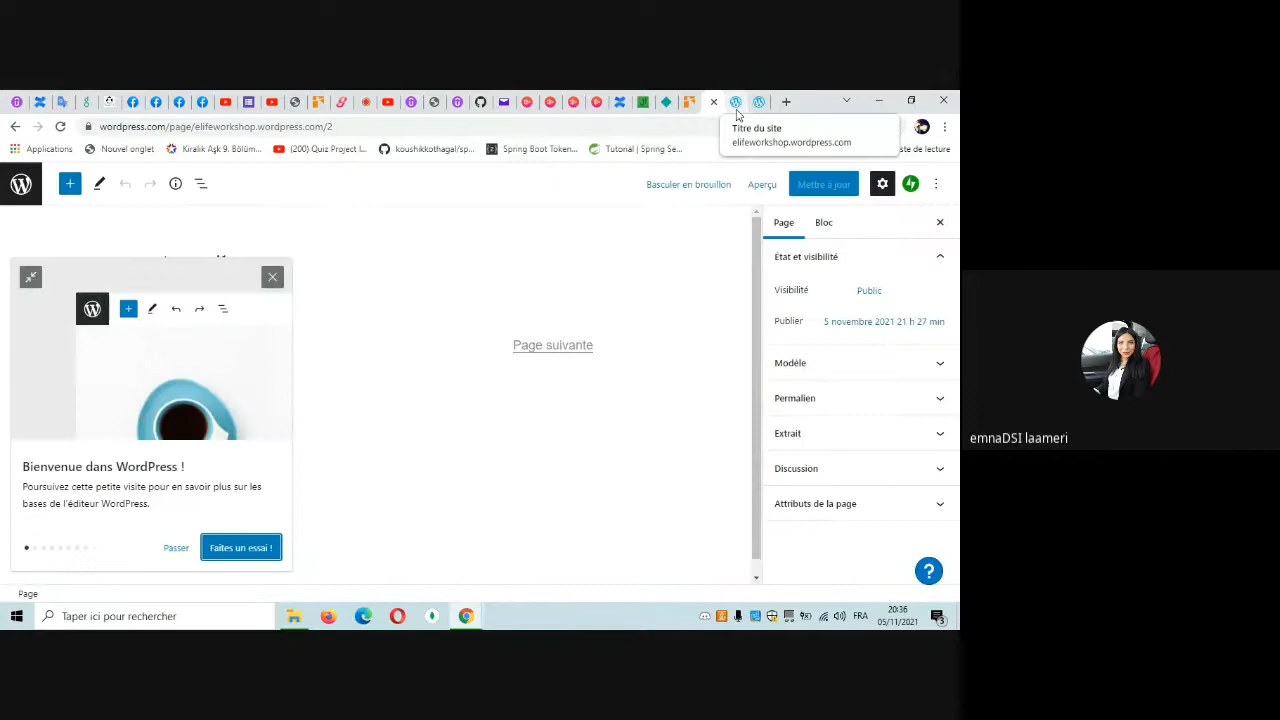 wordpress.com/page/elifeworkshop.wordpress.com/2
Titre du site
elifeworkshop.wordpress.com
Applications
Nouvel onglet
Kiralık Aşk 9. Bölüm...
(200) Quiz Project I...
koushikkothagal/sp...
Spring Boot Token...
Tutorial | Spring Se...
ste de lecture
Basculer en brouillon
Aperçu
Mettre à jour
Page
Bloc
État et visibilité
Visibilité
Public
Publier
5 novembre 2021 21 h 27 min
Page suivante
Modèle
Permalien
Extrait
Discussion
Attributs de la page
Bienvenue dans WordPress !
Poursuivez cette petite visite pour en savoir plus sur les
bases de l'éditeur WordPress.
Passer
Faites un essai !
?
Page
Taper ici pour rechercher
FRA
20:36
05/11/2021
3
emnaDSI laameri